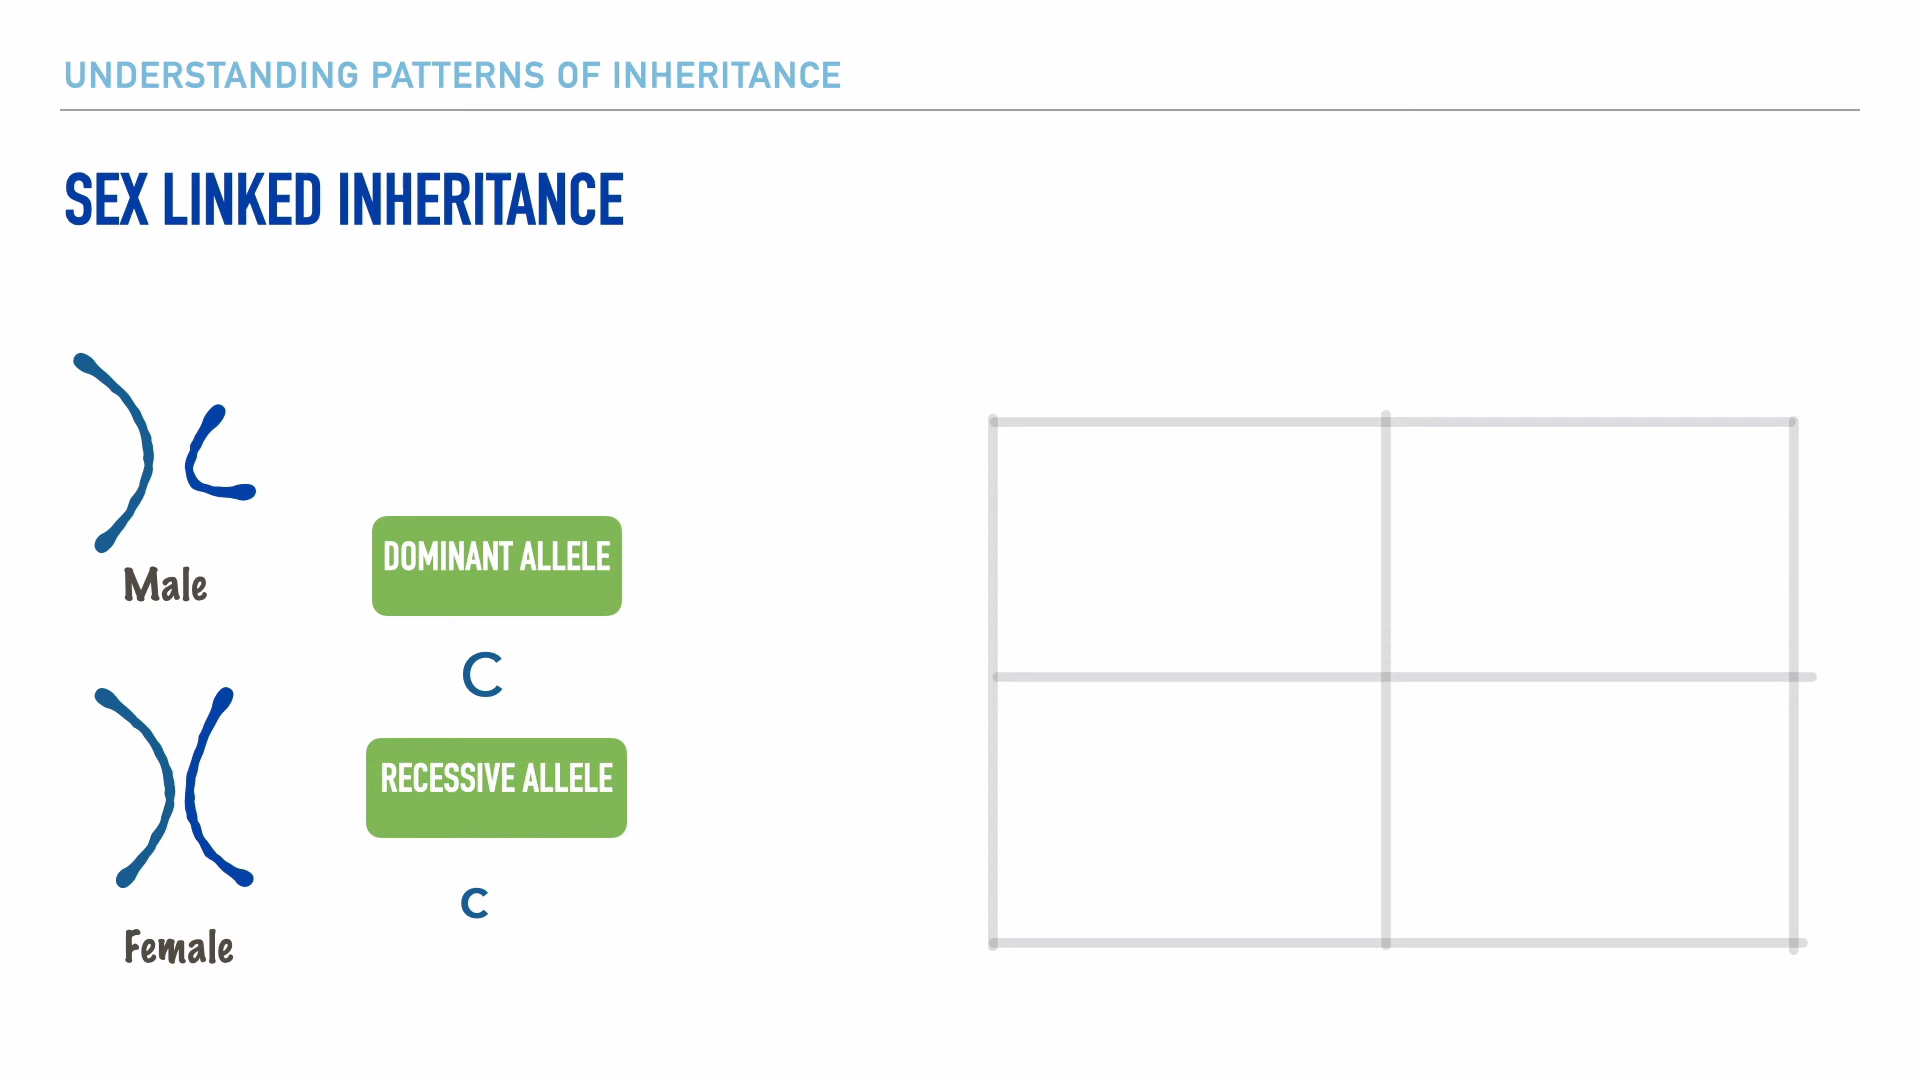 UNDERSTANDING PATTERNS OF INHERITANCE
SEX LINKED INHERITANCE
Male
DOMINANT ALLELE
C
RECESSIVE ALLELE
c
Female